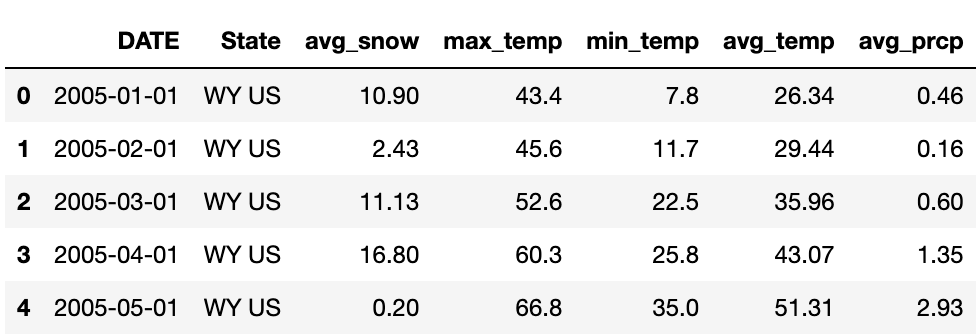 DATE State avg_snow max_temp min_temp avg_temp avg_prcp
0 2005-01-01 WY US 10.90 43.4 7.8 26.34 0.46
1 2005-02-01 WY US 2.43 45.6 11.7 29.44 0.16
2 2005-03-01 WY US 11.13 52.6 22.5 35.96 0.60
3 2005-04-01 WY US 16.80 60.3 25.8 43.07 1.35
4 2005-05-01 WY US 0.20 66.8 35.0 51.31 2.93